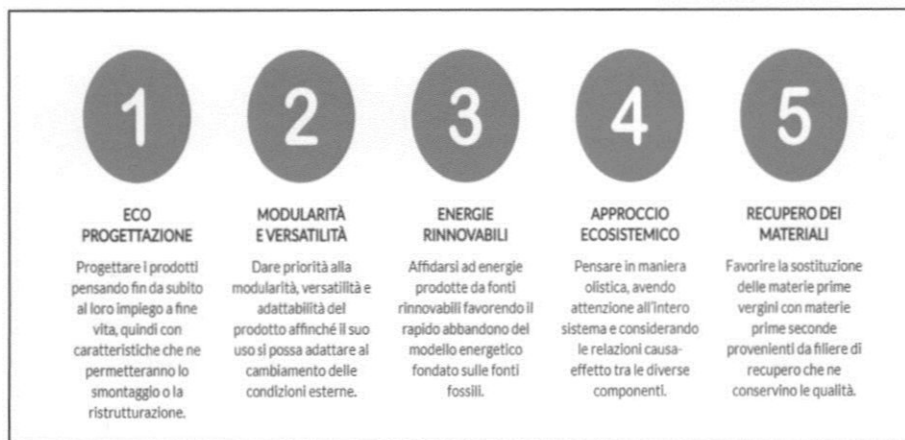 1
ECO
PROGETTAZIONE
Progettare i prodotti
pensando fin da subito
al loro impiego a fine
vita, quindi con
caratteristiche che ne
permetteranno lo
smontaggio o la
ristrutturazione.
2
MODULARITÀ
E VERSATILITÀ
Dare priorità alla
modularità, versatilità e
adattabilità del
prodotto affinché il suo
uso si possa adattare al
cambiamento delle
condizioni esterne.
3
ENERGIE
RINNOVABILI
Affidarsi ad energie
prodotte da fonti
rinnovabili favorendo il
rapido abbandono del
modello energetico
fondato sulle fonti
fossili.
4
APPROCCIO
ECOSISTEMICO
Pensare in maniera
olistica, avendo
attenzione all'intero
sistema e considerando
le relazioni causa-
effetto tra le diverse
componenti.
5
RECUPERO DEI
MATERIALI
Favorire la sostituzione
delle materie prime
vergini con materie
prime seconde
provenienti da filiere di
recupero che ne
conservino le qualità.